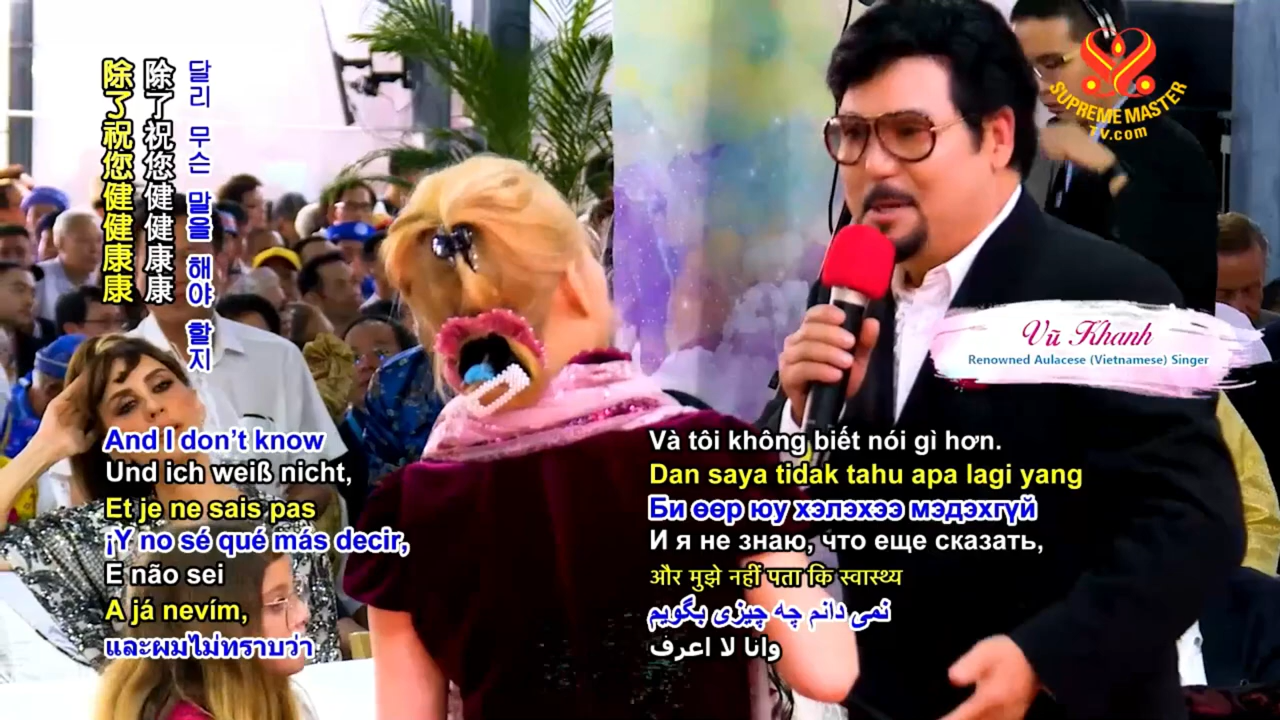 除了祝您健健康康
除了祝您健健康康
달리 무슨 말을 해야 할지
SUPREME MASTER
TV.com
Vũ Khanh
Renowned Aulacese (Vietnamese) Singer
And I don't know
Und ich weiß nicht,
Et je ne sais pas
¡Y no sé qué más decir,
E não sei
A já nevím,
และผมไม่ทราบว่า
Và tôi không biết nói gì hơn.
Dan saya tidak tahu apa lagi yang
Би өөр юу хэлэхээ мэдэхгүй
И я не знаю, что еще сказать,
और मुझे नहीं पता कि स्वास्थ्य
نمی دانم چه چیزی بگویم
وانا لا اعرف